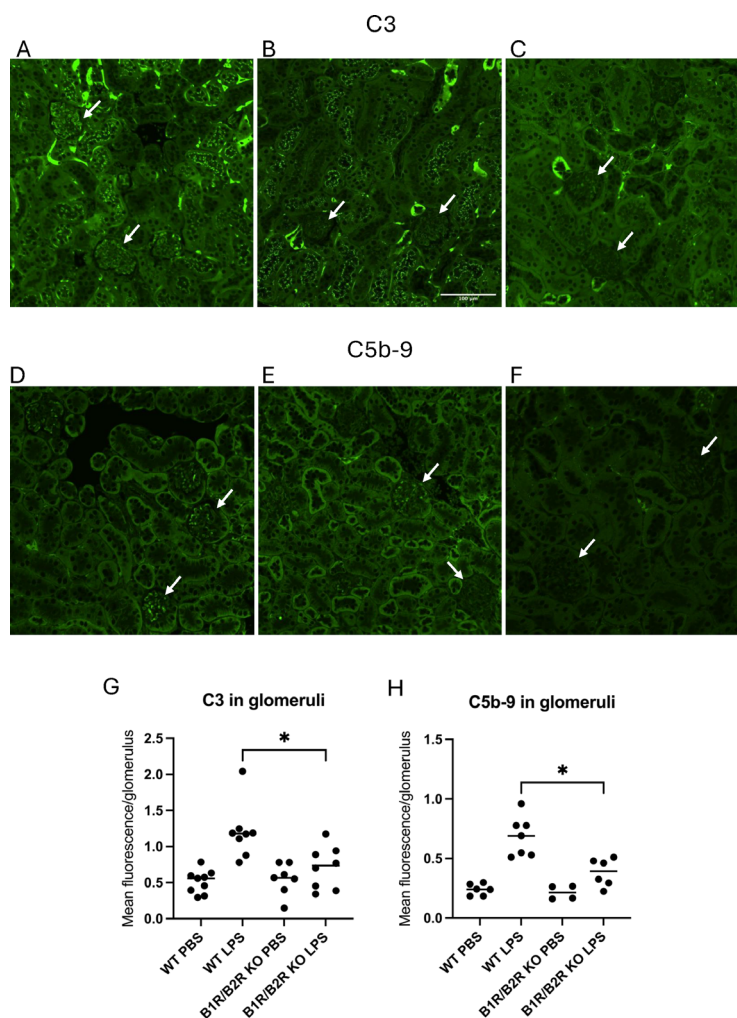 C3
A
B
C
100 µm
C5b-9
D
E
F
G
C3 in glomeruli
Mean fluorescence/glomerulus
2.5
2.0
1.5
1.0
0.5
0.0
*
WT PBS
WT LPS
B1R/B2R KO PBS
B1R/B2R KO LPS
H
C5b-9 in glomeruli
Mean fluorescence/glomerulus
1.5
1.0
0.5
0.0
*
WT PBS
WT LPS
B1R/B2R KO PBS
B1R/B2R KO LPS